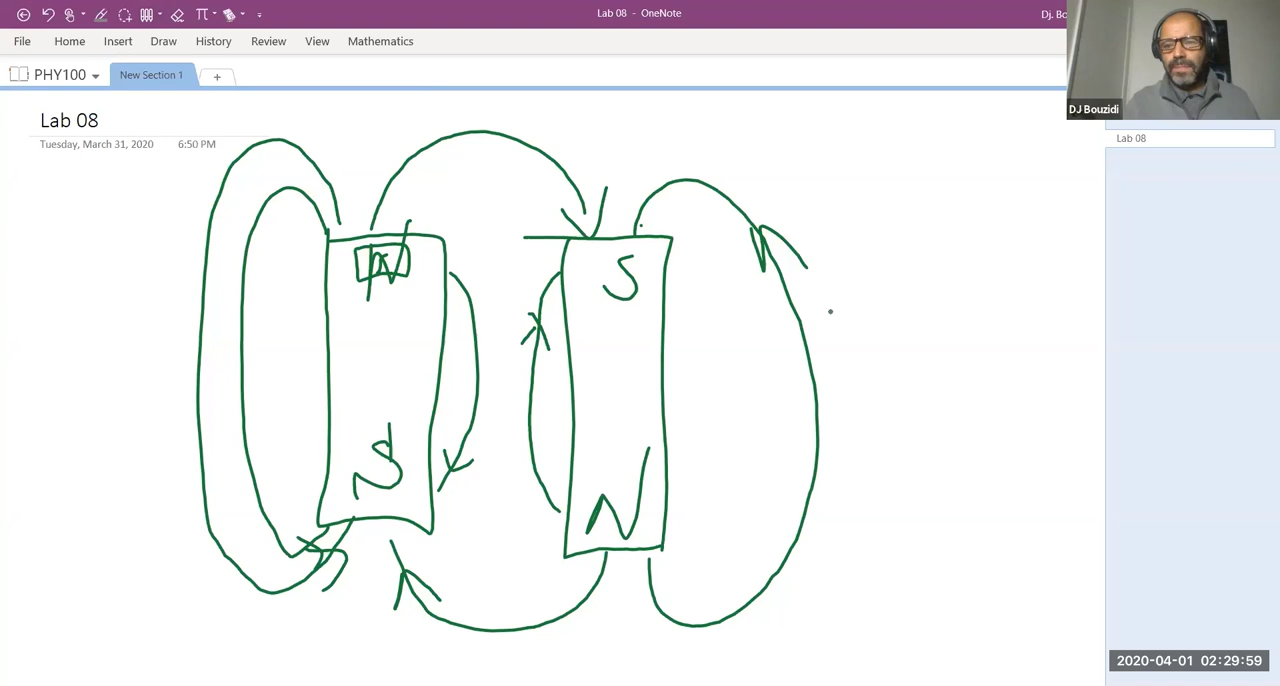 Lab 08 - OneNote
Dj. Bo
File Home Insert Draw History Review View Mathematics
PHY100
New Section 1
+
DJ Bouzidi
Lab 08
Lab 08
Tuesday, March 31, 2020 6:50 PM
N
S
S
N
2020-04-01 02:29:59